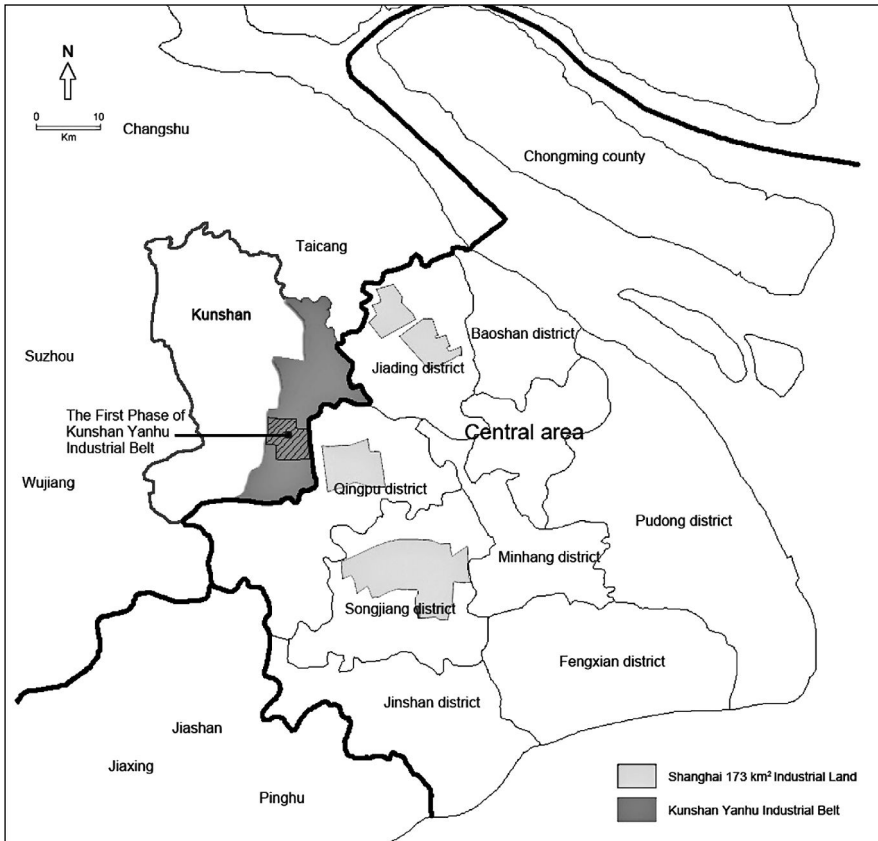 N
0 10
Km
Changshu
Chongming county
Taicang
Kunshan
Baoshan district
Suzhou
Jiading district
The First Phase of
Kunshan Yanhu
Industrial Belt
Central area
Wujiang
Qingpu district
Pudong district
Minhang district
Songjiang district
Fengxian district
Jinshan district
Jiashan
Jiaxing
Pinghu
Shanghai 173 km² Industrial Land
Kunshan Yanhu Industrial Belt